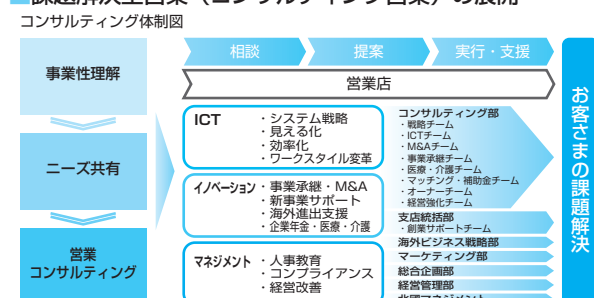 ■課題解決型営業（コンサルティング営業）の展開
コンサルティング体制図
相談
提案
実行・支援
事業性理解
ニーズ共有
営業
コンサルティング
営業店
ICT
・システム戦略
・見える化
・効率化
・ワークスタイル変革
イノベーション
・事業承継・M&A
・新事業サポート
・海外進出支援
・企業年金・医療・介護
マネジメント
・人事教育
・コンプライアンス
・経営改善
コンサルティング部
・戦略チーム
・ICTチーム
・M&Aチーム
・事業承継チーム
・医療・介護チーム
・マッチング・補助金チーム
・オーナーチーム
・経営強化チーム
支店統括部
・創業サポートチーム
海外ビジネス戦略部
マーケティング部
総合企画部
経営管理部
北國マネジメント
お客さまの課題解決